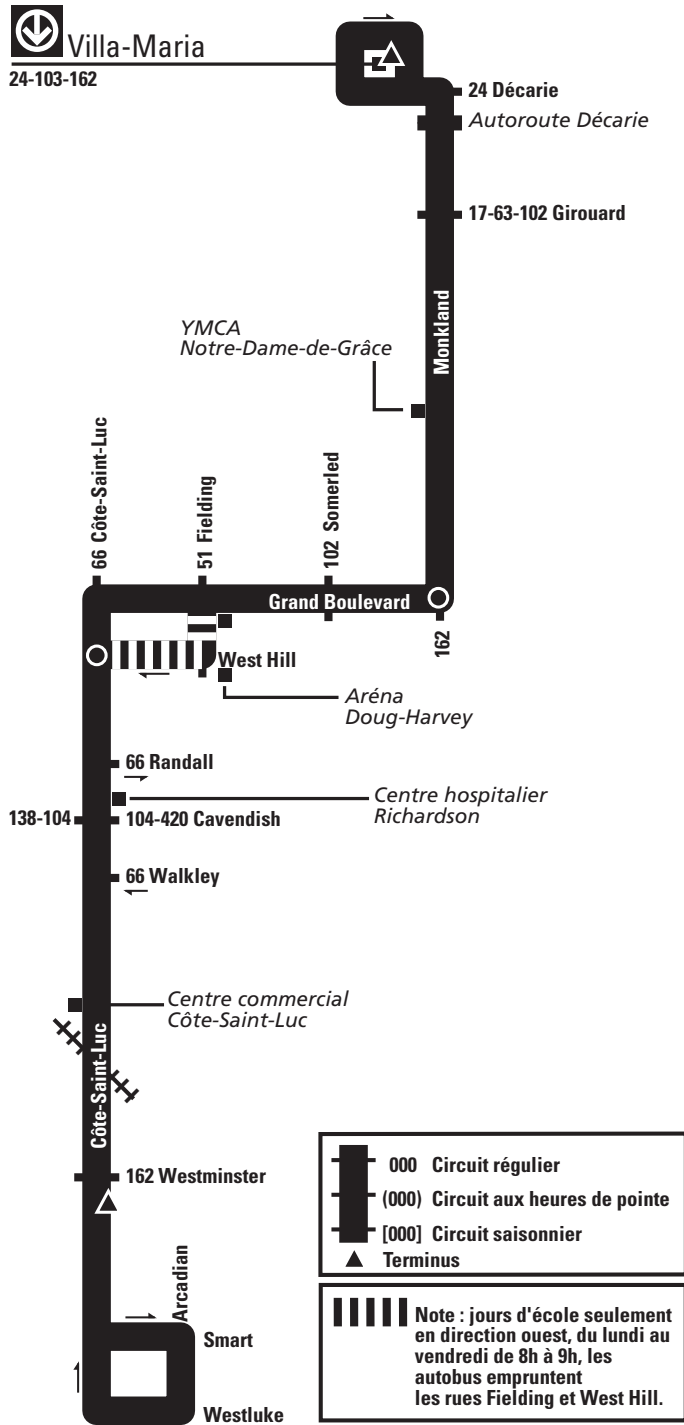 Villa-Maria
24-103-162
24 Décarie
Autoroute Décarie
17-63-102 Girouard
Monkland
YMCA
Notre-Dame-de-Grâce
66 Côte-Saint-Luc
51 Fielding
102 Somerled
Grand Boulevard
162
West Hill
Aréna
Doug-Harvey
66 Randall
Centre hospitalier
Richardson
138-104
104-420 Cavendish
66 Walkley
Centre commercial
Côte-Saint-Luc
Côte-Saint-Luc
162 Westminster
Arcadian
Smart
Westluke
000 Circuit régulier
(000) Circuit aux heures de pointe
[000] Circuit saisonnier
Terminus
Note : jours d'école seulement
en direction ouest, du lundi au
vendredi de 8h à 9h, les
autobus empruntent
les rues Fielding et West Hill.